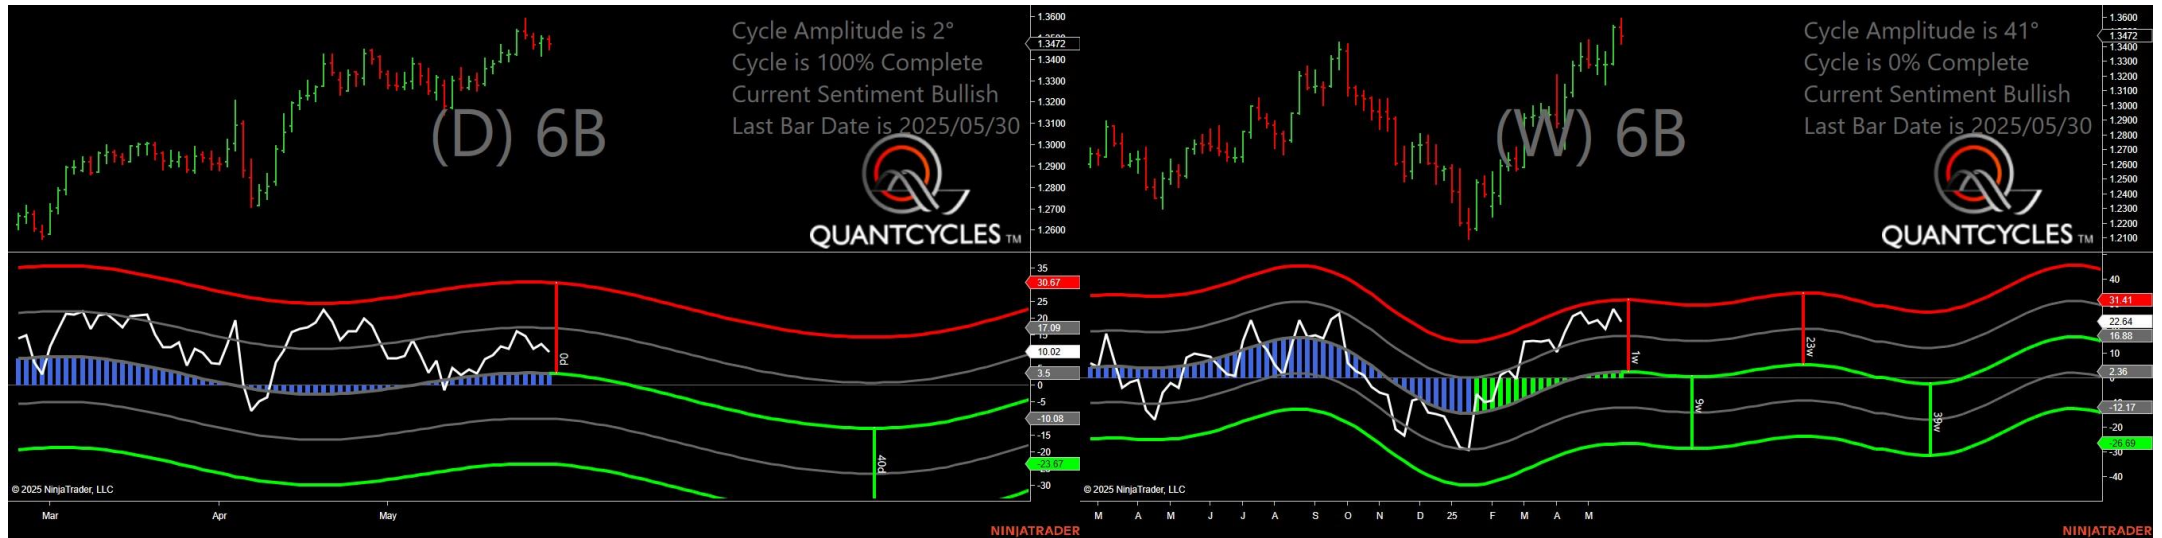 Cycle Amplitude is 2°
Cycle is 100% Complete
Current Sentiment Bullish
Last Bar Date is 2025/05/30
(D) 6B
QUANTCYCLES TM
1.3600
1.3472
1.3400
1.3300
1.3200
1.3100
1.3000
1.2900
1.2800
1.2700
1.2600
35
30.67
25
20
17.09
10.02
3.5
0
-5
-10.08
-15
-20
-23.67
-30
0d
40d
© 2025 NinjaTrader, LLC
Mar Apr May
NINJATRADER
Cycle Amplitude is 41°
Cycle is 0% Complete
Current Sentiment Bullish
Last Bar Date is 2025/05/30
(W) 6B
QUANTCYCLES TM
1.3600
1.3472
1.3400
1.3300
1.3200
1.3100
1.3000
1.2900
1.2800
1.2700
1.2600
1.2500
1.2400
1.2300
1.2200
1.2100
40
31.41
22.64
16.88
10
2.36
-12.17
-20
-26.69
-30
-40
1w
9w
23w
39w
© 2025 NinjaTrader, LLC
M A M J J A S O N D 25 F M A M
NINJATRADER